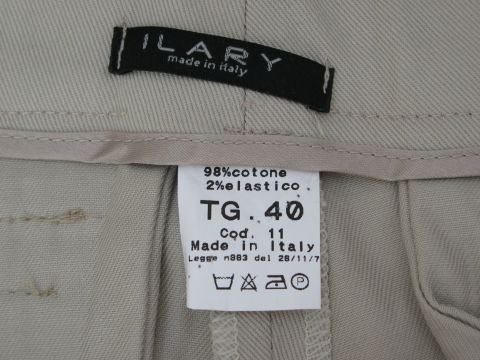 ILARY
made in italy
98%cotone
2%elastico
TG. 40
Cod. 11
Made in Italy
Legge n883 del 26/11/7
P